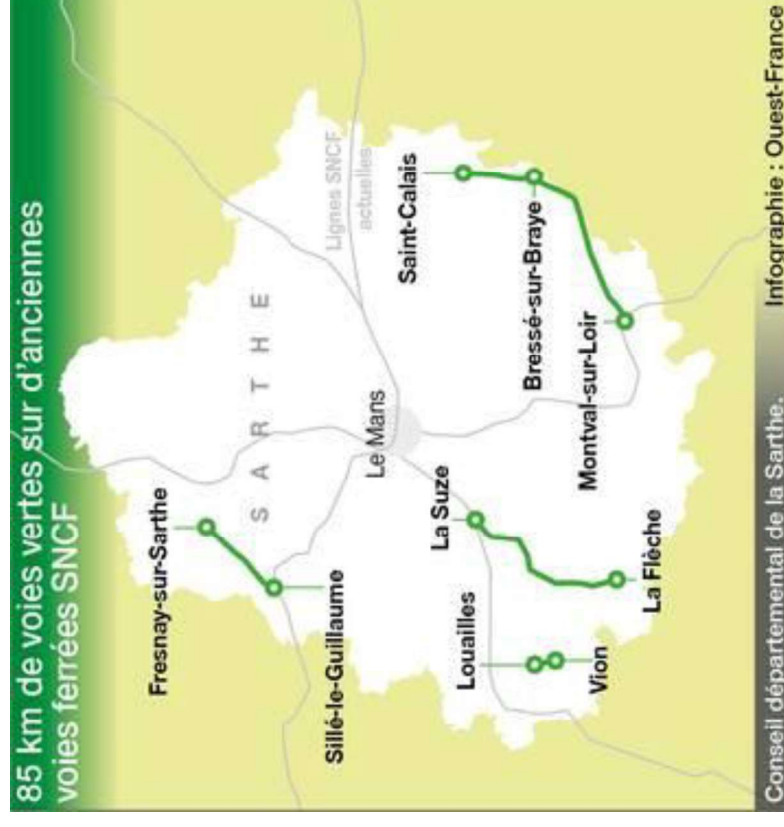 85 km de voies vertes sur d'anciennes
voies ferrées SNCF
Fresnay-sur-Sarthe
SARTHE
Sillé-le-Guillaume
Lignes SNCF
actuelles
Le Mans
Saint-Calais
La Suze
Bressé-sur-Braye
Louailles
Montval-sur-Loir
Vion
La Flèche
Conseil départemental de la Sarthe.
Infographie : Ouest-France